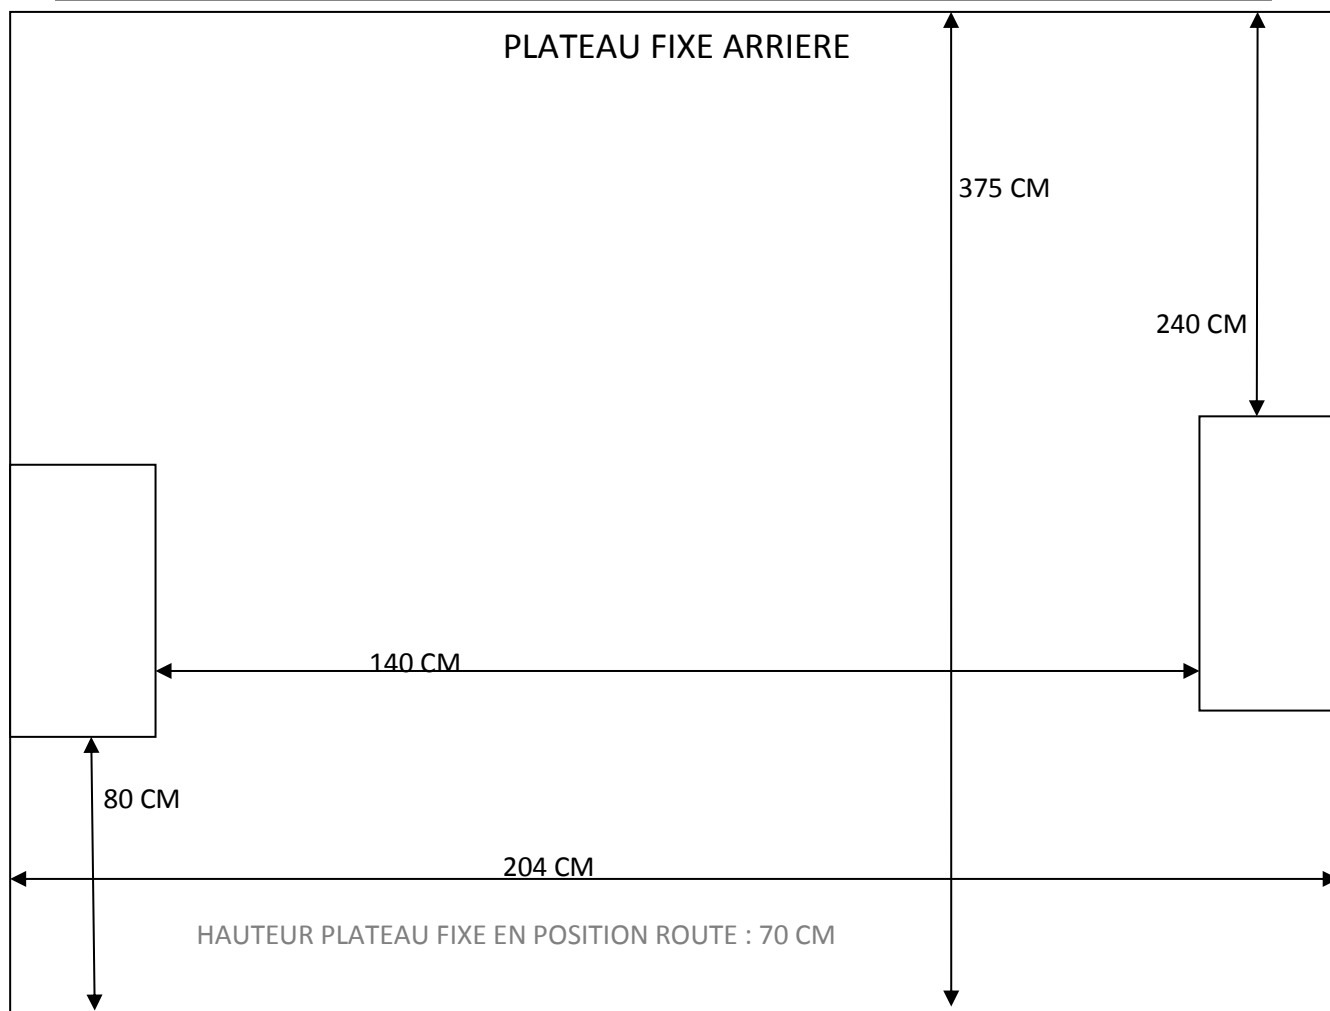 PLATEAU FIXE ARRIERE
375 CM
240 CM
140 CM
80 CM
204 CM
HAUTEUR PLATEAU FIXE EN POSITION ROUTE : 70 CM